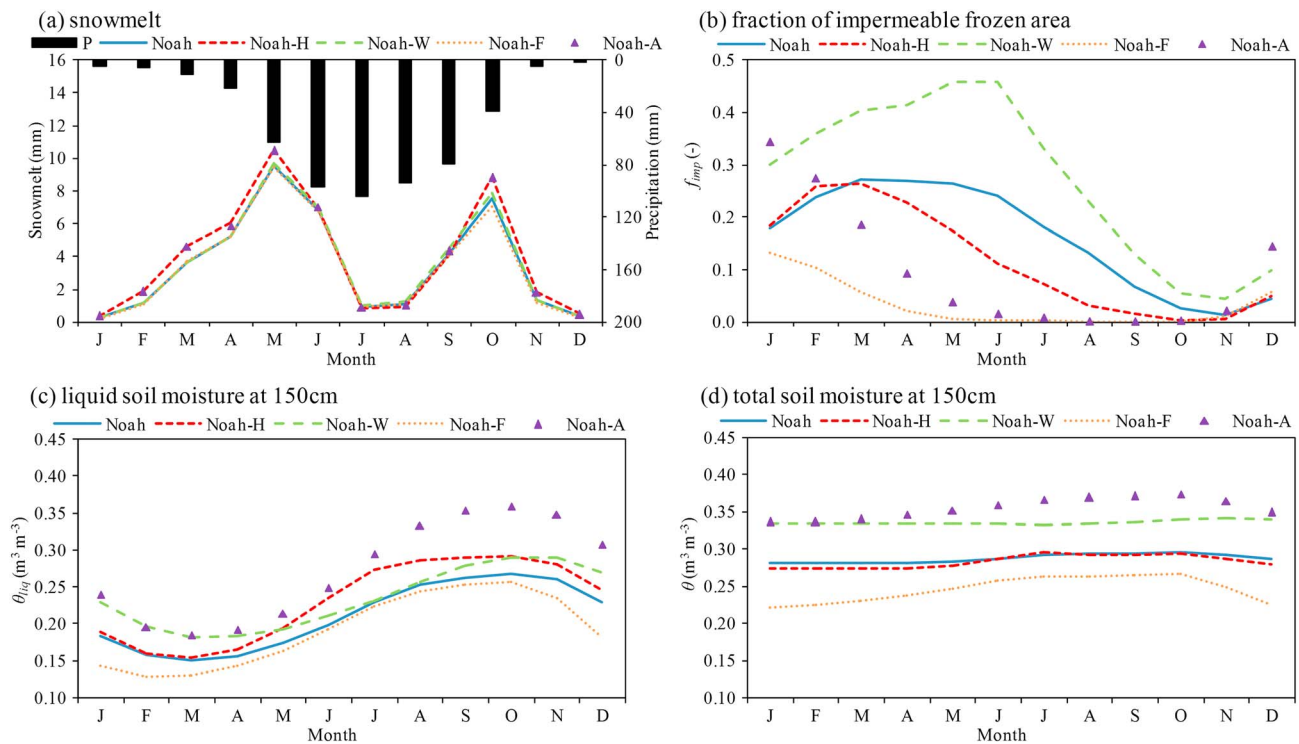 (a) snowmelt
P Noah Noah-H Noah-W Noah-F Noah-A
16
14
12
10
8
6
4
2
0
Snowmelt (mm)
0
40
80
120
160
200
Precipitation (mm)
J F M A M J J A S O N D
Month
(b) fraction of impermeable frozen area
Noah Noah-H Noah-W Noah-F Noah-A
0.5
0.4
0.3
0.2
0.1
0.0
fimp (-)
J F M A M J J A S O N D
Month
(c) liquid soil moisture at 150cm
Noah Noah-H Noah-W Noah-F Noah-A
0.45
0.40
0.35
0.30
0.25
0.20
0.15
0.10
θliq (m³ m⁻³)
J F M A M J J A S O N D
Month
(d) total soil moisture at 150cm
Noah Noah-H Noah-W Noah-F Noah-A
0.45
0.40
0.35
0.30
0.25
0.20
0.15
0.10
θ (m³ m⁻³)
J F M A M J J A S O N D
Month